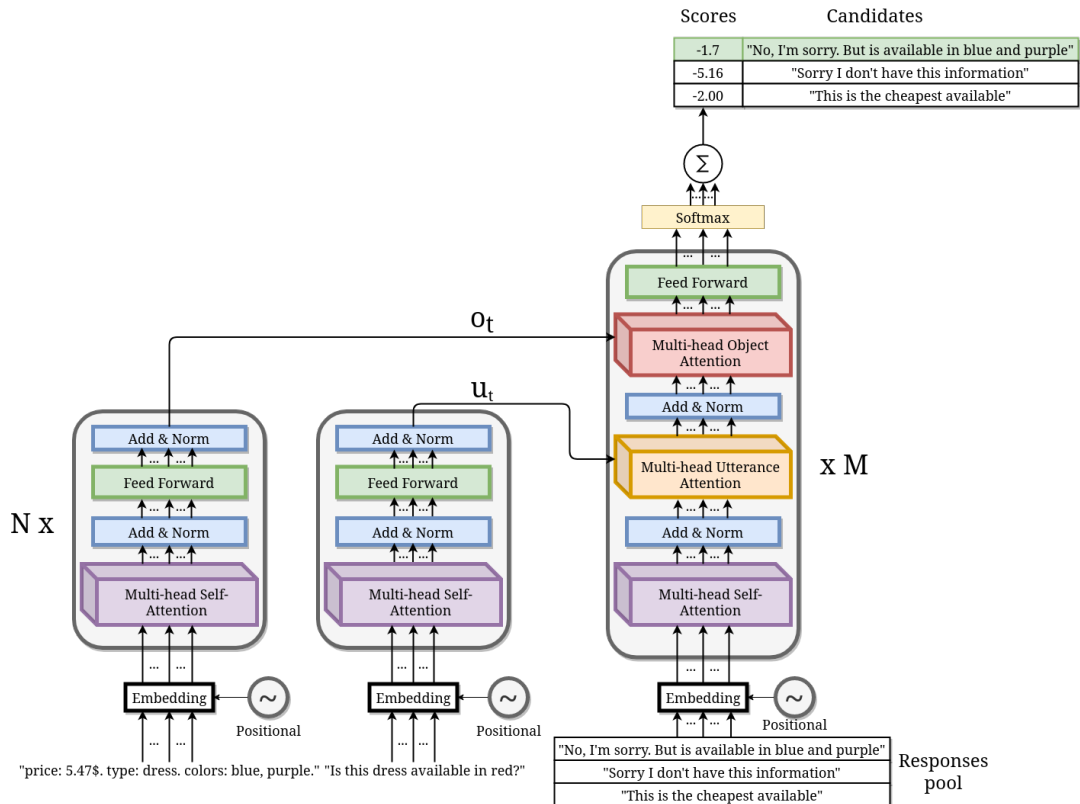 Scores
Candidates
-1.7
"No, I'm sorry. But is available in blue and purple"
-5.16
"Sorry I don't have this information"
-2.00
"This is the cheapest available"
Σ
Softmax
...
...
Feed Forward
...
...
Multi-head Object
Attention
...
...
Add & Norm
...
...
Multi-head Utterance
Attention
...
...
Add & Norm
...
...
Multi-head Self-
Attention
...
...
Embedding
~
Positional
...
...
x M
"No, I'm sorry. But is available in blue and purple"
"Sorry I don't have this information"
"This is the cheapest available"
Responses
pool
ot
ut
N x
Add & Norm
...
...
Feed Forward
...
...
Add & Norm
...
...
Multi-head Self-
Attention
...
...
Embedding
~
Positional
...
...
"price: 5.47$. type: dress. colors: blue, purple."
Add & Norm
...
...
Feed Forward
...
...
Add & Norm
...
...
Multi-head Self-
Attention
...
...
Embedding
~
Positional
...
...
"Is this dress available in red?"